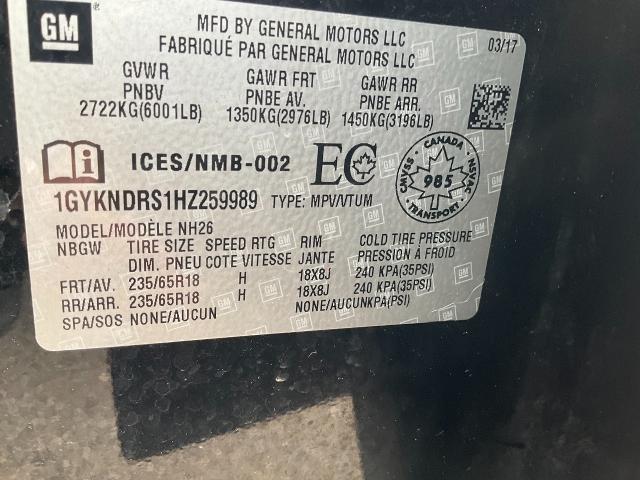 GM
MFD BY GENERAL MOTORS LLC
FABRIQUÉ PAR GENERAL MOTORS LLC
03/17
GVWR GAWR FRT GAWR RR
PNBV PNBE AV. PNBE ARR.
2722KG(6001LB) 1350KG(2976LB) 1450KG(3196LB)
ICES/NMB-002 EC
CANADA
CMVSS 985 NSVAC
TRANSPORT
1GYKNDRS1HZ259989 TYPE: MPV/VTUM
MODEL/MODÈLE NH26
NBGW TIRE SIZE SPEED RTG RIM COLD TIRE PRESSURE
DIM. PNEU COTE VITESSE JANTE PRESSION À FROID
FRT/AV. 235/65R18 H 18X8J 240 KPA(35PSI)
RR/ARR. 235/65R18 H 18X8J 240 KPA(35PSI)
SPA/SOS NONE/AUCUN NONE/AUCUNKPA(PSI)